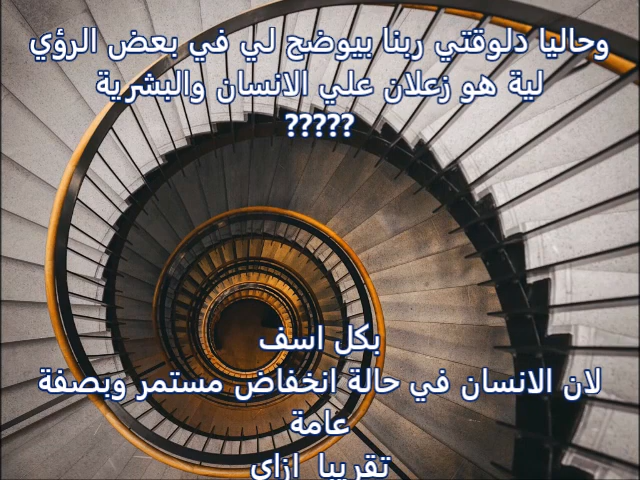 وحاليا دلوقتي ربنا بيوضح لي في بعض الرؤي
لية هو زعلان علي الانسان والبشرية
?????
بكل اسف
لان الانسان في حالة انخفاض مستمر وبصفة
عامة
تقريبا ازاي